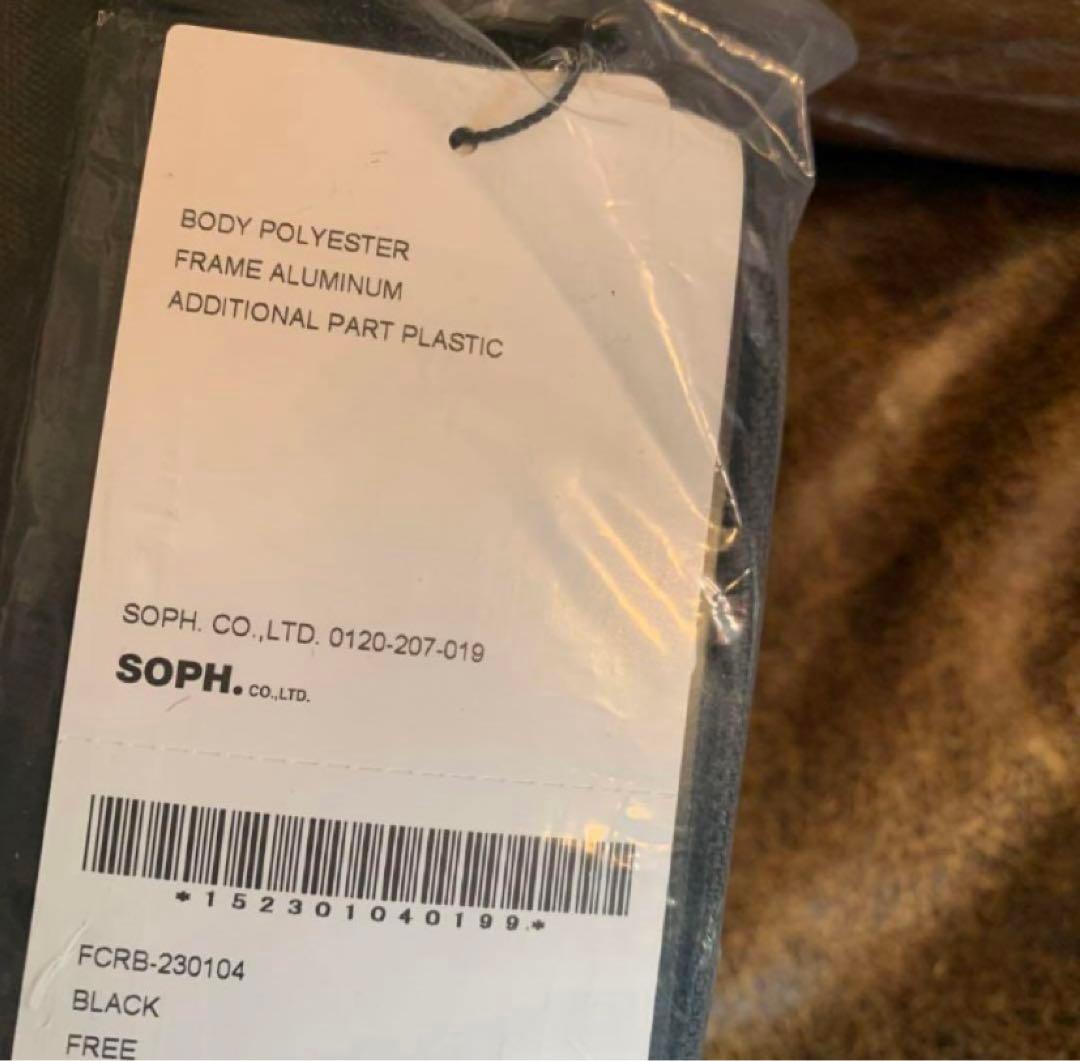 BODY POLYESTER
FRAME ALUMINUM
ADDITIONAL PART PLASTIC
SOPH. CO.,LTD. 0120-207-019
SOPH. CO.,LTD.
*152301040199.*
FCRB-230104
BLACK
FREE